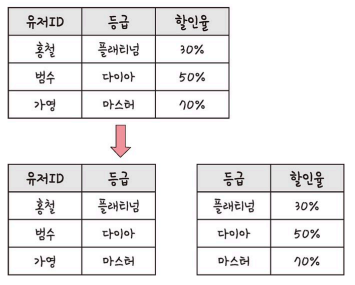 유저ID 등급 할인율
홍철 플래티넘 30%
범수 다이아 50%
가영 마스터 70%
유저ID 등급
홍철 플래티넘
범수 다이아
가영 마스터
등급 할인율
플래티넘 30%
다이아 50%
마스터 70%